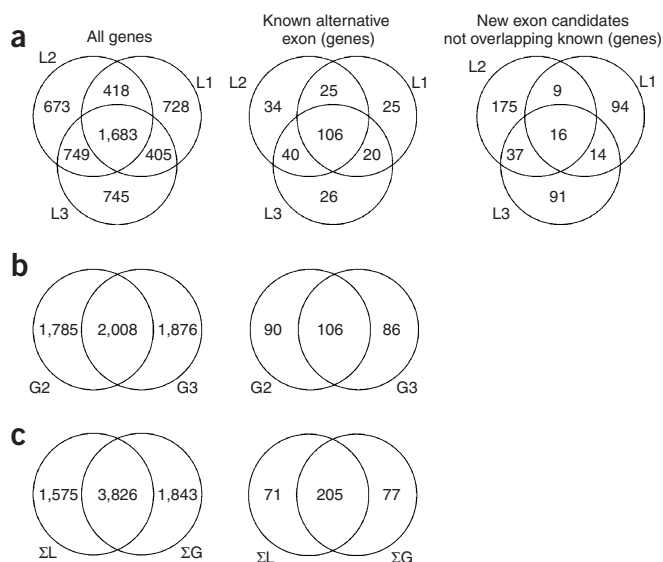 a
All genes
Known alternative
exon (genes)
New exon candidates
not overlapping known (genes)
L2
418
L1
673
728
1,683
749
405
745
L3
L2
25
L1
34
25
106
40
20
26
L3
L2
9
L1
175
94
16
37
14
91
L3
b
1,785
2,008
1,876
G2
G3
90
106
86
G2
G3
c
1,575
3,826
1,843
ΣL
ΣG
71
205
77
ΣL
ΣG